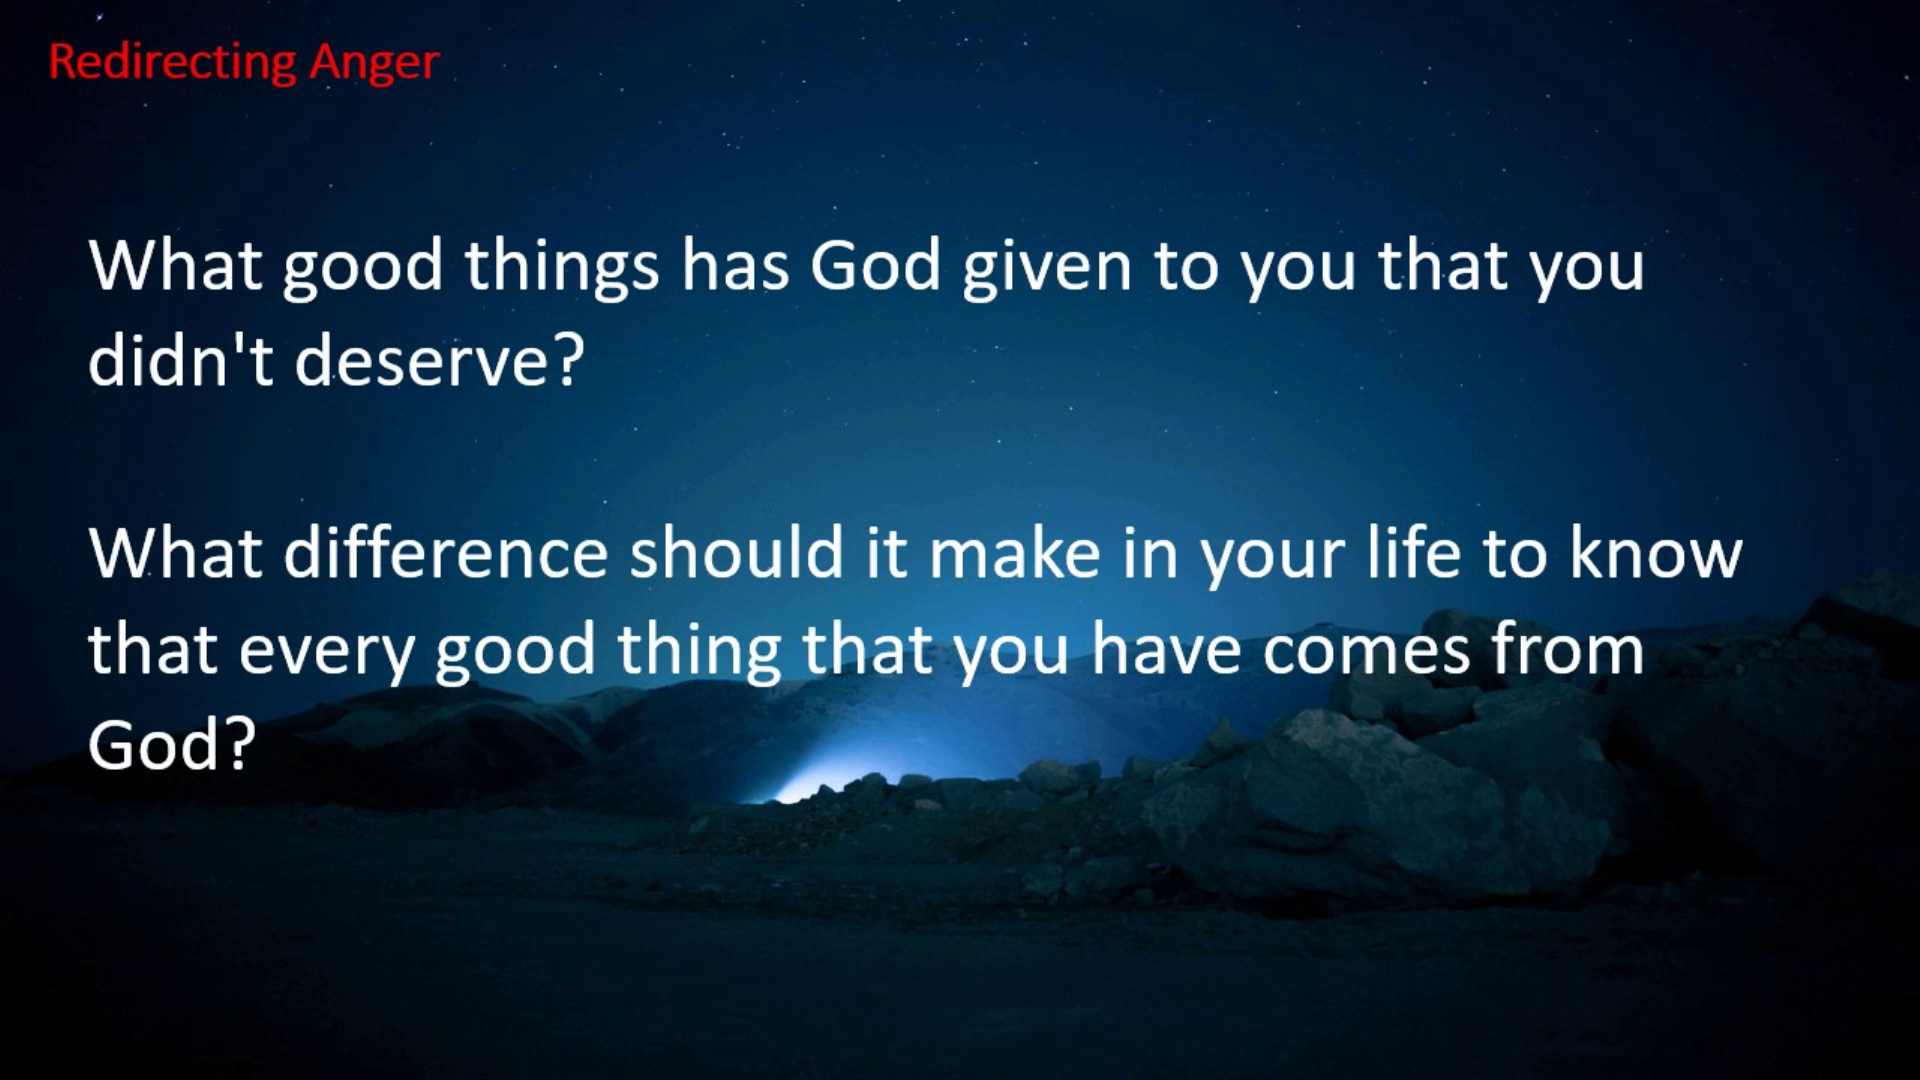 Redirecting Anger
What good things has God given to you that you
didn't deserve?
What difference should it make in your life to know
that every good thing that you have comes from
God?